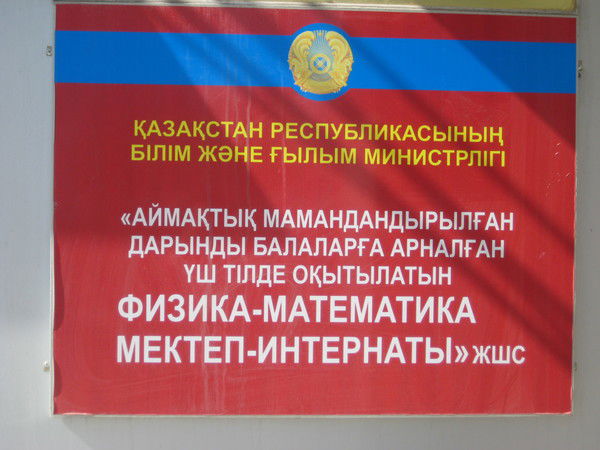 ҚАЗАҚСТАН РЕСПУБЛИКАСЫНЫҢ
БІЛІМ ЖӘНЕ ҒЫЛЫМ МИНИСТРЛІГІ
«АЙМАҚТЫҚ МАМАНДАНДЫРЫЛҒАН
ДАРЫНДЫ БАЛАЛАРҒА АРНАЛҒАН
ҮШ ТІЛДЕ ОҚЫТЫЛАТЫН
ФИЗИКА-МАТЕМАТИКА
МЕКТЕП-ИНТЕРНАТЫ» ЖШС